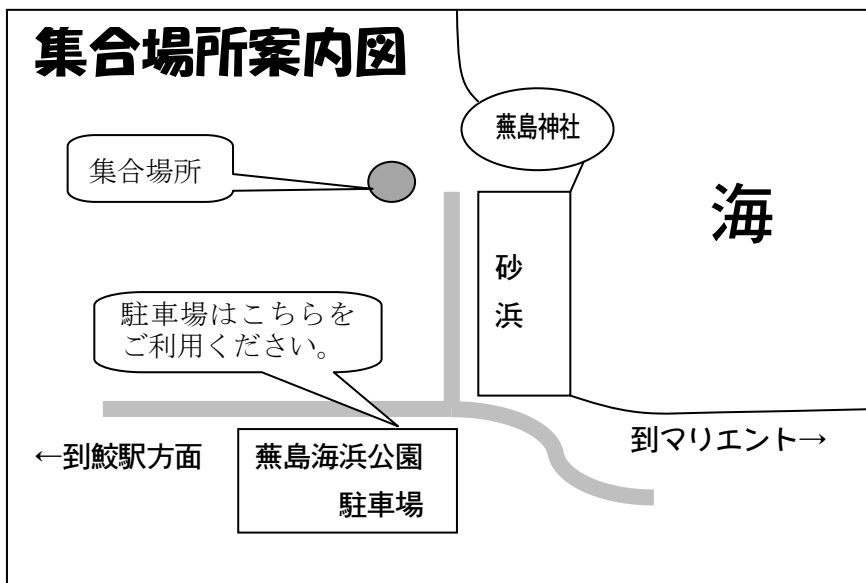 集合場所案内図
蕪島神社
集合場所
海
砂
浜
駐車場はこちらを
ご利用ください。
←到鮫駅方面
蕪島海浜公園
駐車場
到マリエント→